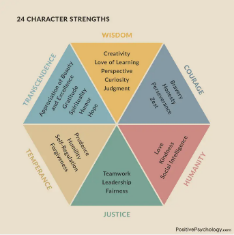 24 CHARACTER STRENGTHS
WISDOM
Creativity
Love of Learning
Perspective
Curiosity
Judgment
TRANSCENDENCE
Appreciation of Beauty
and Excellence
Gratitude
Spirituality
Humor
Hope
COURAGE
Bravery
Honesty
Perseverance
Zest
TEMPERANCE
Prudence
Humility
Self-Regulation
Forgiveness
HUMANITY
Love
Kindness
Social Intelligence
Teamwork
Leadership
Fairness
JUSTICE
PositivePsychology.com